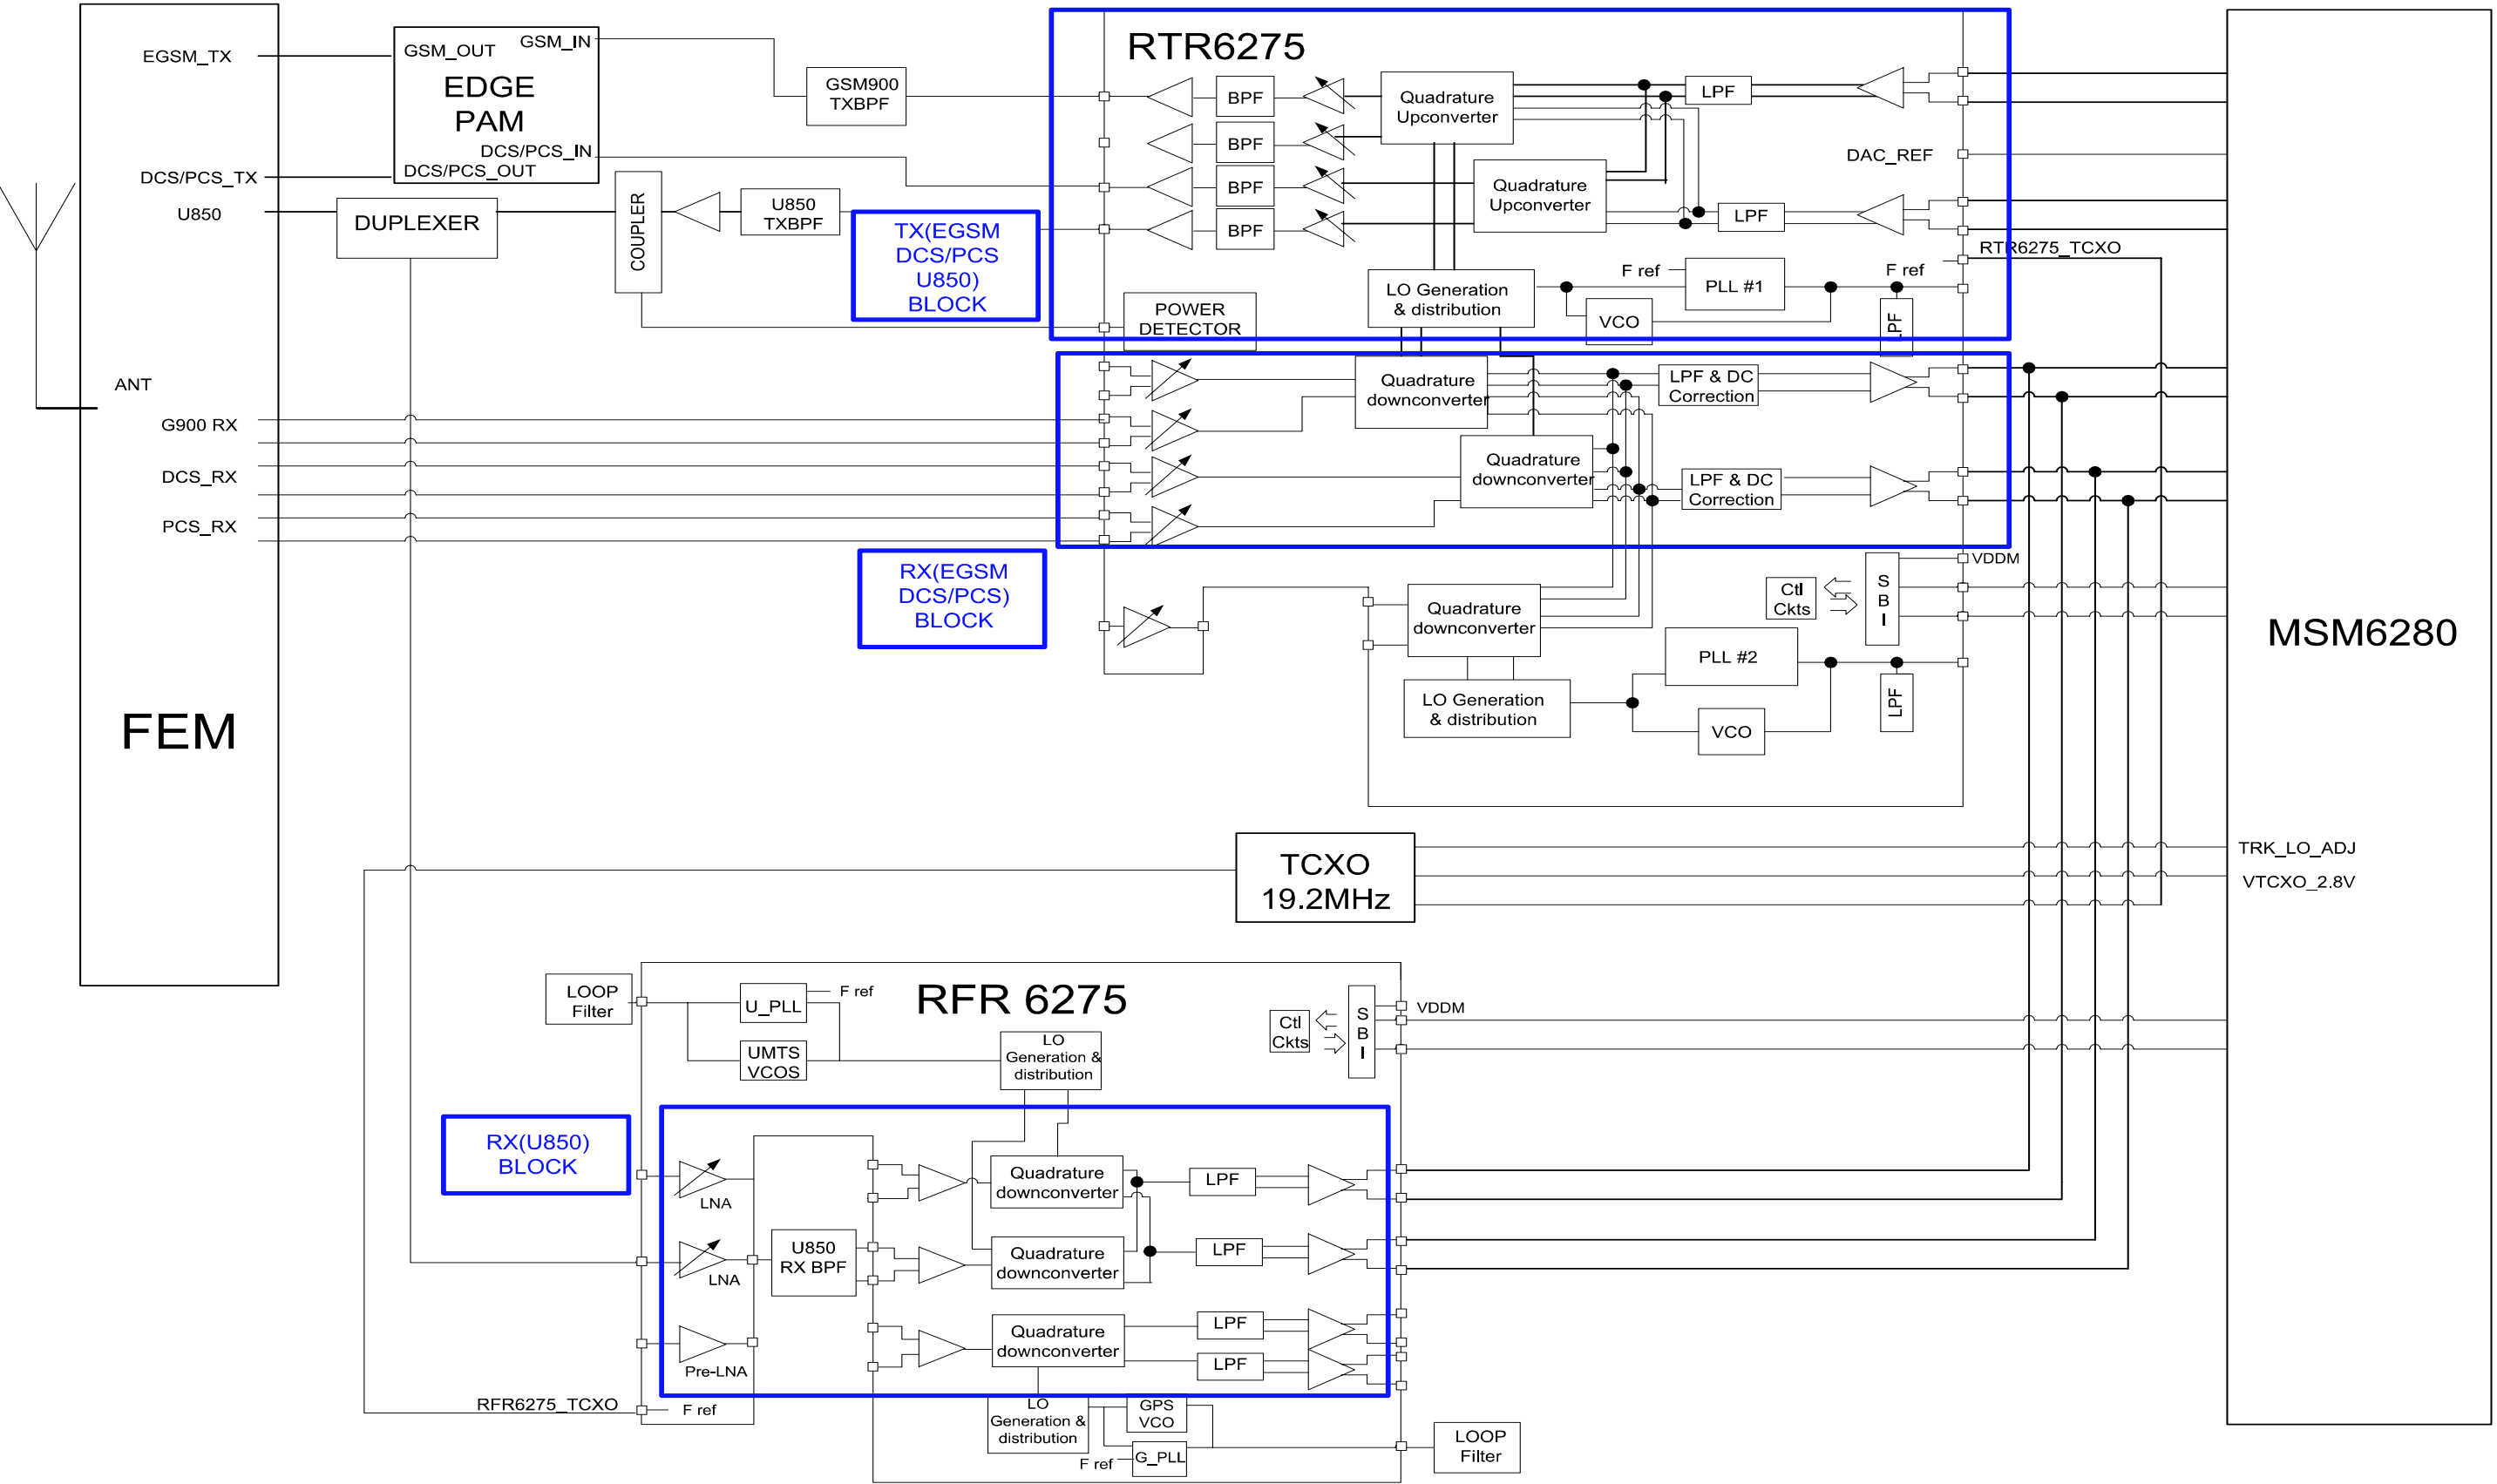 EGSM_TX
GSM_OUT
GSM_IN
EDGE
PAM
DCS/PCS_IN
DCS/PCS_OUT
DCS/PCS_TX
U850
DUPLEXER
COUPLER
GSM900
TXBPF
U850
TXBPF
TX(EGSM
DCS/PCS
U850)
BLOCK
RTR6275
BPF
BPF
BPF
BPF
Quadrature
Upconverter
Quadrature
Upconverter
LPF
LPF
DAC_REF
RTR6275_TCXO
F ref
PLL #1
F ref
LO Generation
& distribution
VCO
LPF
POWER
DETECTOR
ANT
G900 RX
DCS_RX
PCS_RX
FEM
Quadrature
downconverter
LPF & DC
Correction
Quadrature
downconverter
LPF & DC
Correction
RX(EGSM
DCS/PCS)
BLOCK
VDDM
Ctl
Ckts
S
B
I
Quadrature
downconverter
PLL #2
LO Generation
& distribution
VCO
LPF
MSM6280
TCXO
19.2MHz
TRK_LO_ADJ
VTCXO_2.8V
LOOP
Filter
U_PLL
F ref
RFR 6275
UMTS
VCOS
LO
Generation &
distribution
Ctl
Ckts
S
B
I
VDDM
RX(U850)
BLOCK
LNA
LNA
Pre-LNA
U850
RX BPF
Quadrature
downconverter
Quadrature
downconverter
Quadrature
downconverter
LPF
LPF
LPF
LPF
RFR6275_TCXO
F ref
LO
Generation &
distribution
GPS
VCO
F ref
G_PLL
LOOP
Filter